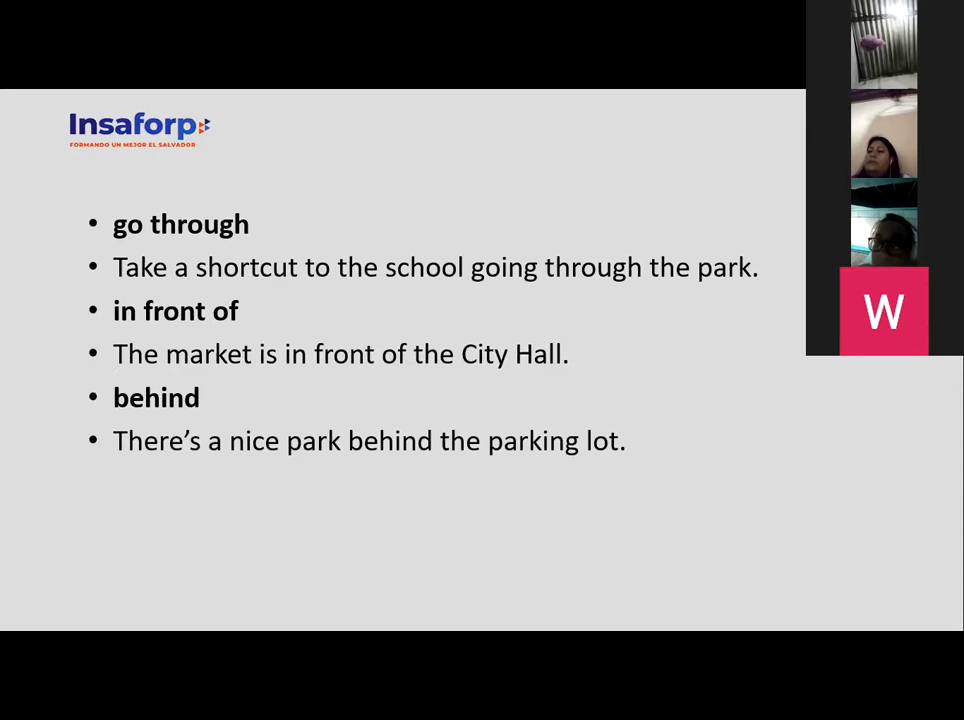 Insaforp
FORMANDO UN MEJOR EL SALVADOR
• go through
• Take a shortcut to the school going through the park.
• in front of
• The market is in front of the City Hall.
• behind
• There’s a nice park behind the parking lot.
W